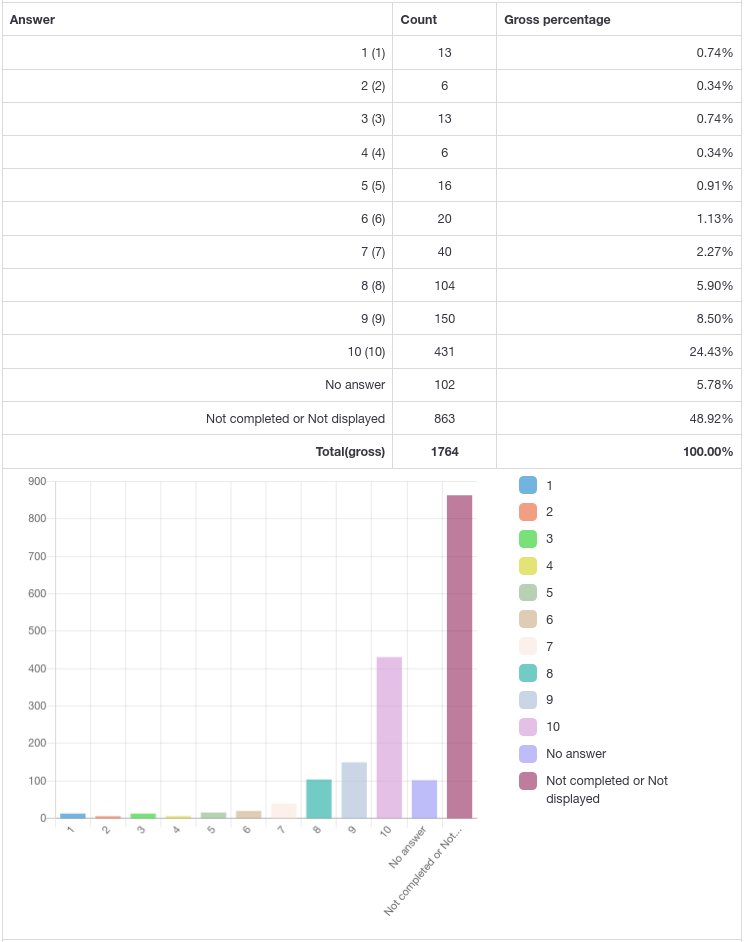 Answer Count Gross percentage
1 (1) 13 0.74%
2 (2) 6 0.34%
3 (3) 13 0.74%
4 (4) 6 0.34%
5 (5) 16 0.91%
6 (6) 20 1.13%
7 (7) 40 2.27%
8 (8) 104 5.90%
9 (9) 150 8.50%
10 (10) 431 24.43%
No answer 102 5.78%
Not completed or Not displayed 863 48.92%
Total(gross) 1764 100.00%
900
800
700
600
500
400
300
200
100
0
1
2
3
4
5
6
7
8
9
10
No answer
Not completed or Not...
1
2
3
4
5
6
7
8
9
10
No answer
Not completed or Not
displayed